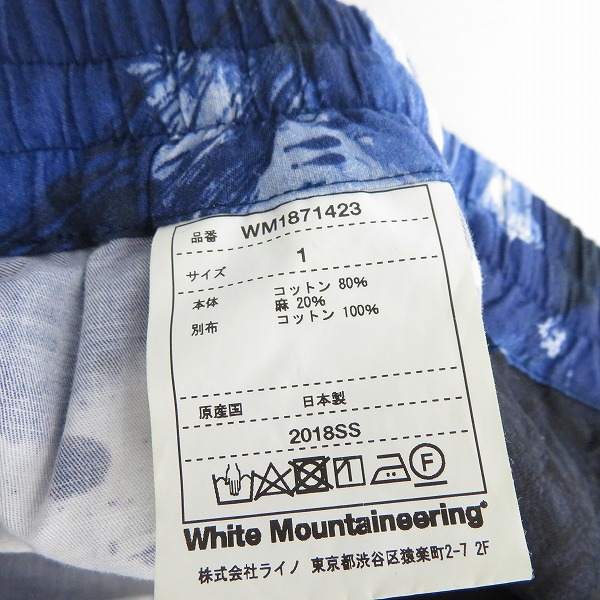 品番 WM1871423
サイズ 1
本体 コットン 80%
麻 20%
別布 コットン 100%
原産国 日本製
2018SS
F
White Mountaineering®
株式会社ライノ 東京都渋谷区猿楽町2-7 2F